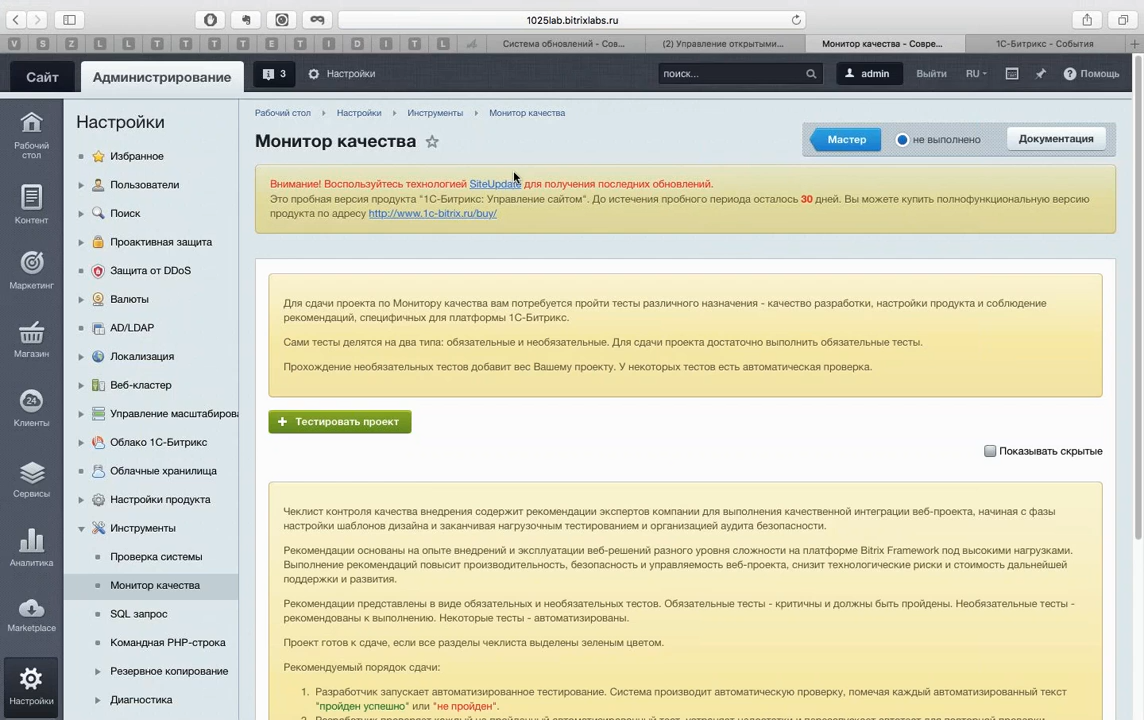 1025lab.bitrixlabs.ru
V S Z L L T T T T E T I D I T L
Система обновлений - Сов...
(2) Управление открытыми...
Монитор качества - Совре...
1С-Битрикс - События
Сайт
Администрирование
3
Настройки
поиск...
admin
Выйти
RU
Помощь
Рабочий стол
Контент
Маркетинг
Магазин
24
Клиенты
Сервисы
Аналитика
Marketplace
Настройки
Настройки
Избранное
Пользователи
Поиск
Проактивная защита
Защита от DDoS
Валюты
AD/LDAP
Локализация
Веб-кластер
Управление масштабирова
Облако 1С-Битрикс
Облачные хранилища
Настройки продукта
Инструменты
Проверка системы
Монитор качества
SQL запрос
Командная PHP-строка
Резервное копирование
Диагностика
Рабочий стол Настройки Инструменты Монитор качества
Монитор качества
Мастер
не выполнено
Документация
Внимание! Воспользуйтесь технологией SiteUpdate для получения последних обновлений.
Это пробная версия продукта "1С-Битрикс: Управление сайтом". До истечения пробного периода осталось 30 дней. Вы можете купить полнофункциональную версию
продукта по адресу http://www.1c-bitrix.ru/buy/
Для сдачи проекта по Монитору качества вам потребуется пройти тесты различного назначения - качество разработки, настройки продукта и соблюдение
рекомендаций, специфичных для платформы 1С-Битрикс.
Сами тесты делятся на два типа: обязательные и необязательные. Для сдачи проекта достаточно выполнить обязательные тесты.
Прохождение необязательных тестов добавит вес Вашему проекту. У некоторых тестов есть автоматическая проверка.
Тестировать проект
Показывать скрытые
Чеклист контроля качества внедрения содержит рекомендации экспертов компании для выполнения качественной интеграции веб-проекта, начиная с фазы
настройки шаблонов дизайна и заканчивая нагрузочным тестированием и организацией аудита безопасности.
Рекомендации основаны на опыте внедрений и эксплуатации веб-решений разного уровня сложности на платформе Bitrix Framework под высокими нагрузками.
Выполнение рекомендаций повысит производительность, безопасность и управляемость веб-проекта, снизит технологические риски и стоимость дальнейшей
поддержки и развития.
Рекомендации представлены в виде обязательных и необязательных тестов. Обязательные тесты - критичны и должны быть пройдены. Необязательные тесты -
рекомендованы к выполнению. Некоторые тесты - автоматизированы.
Проект готов к сдаче, если все разделы чеклиста выделены зеленым цветом.
Рекомендуемый порядок сдачи:
1. Разработчик запускает автоматизированное тестирование. Система производит автоматическую проверку, помечая каждый автоматизированный текст
"пройден успешно" или "не пройден".